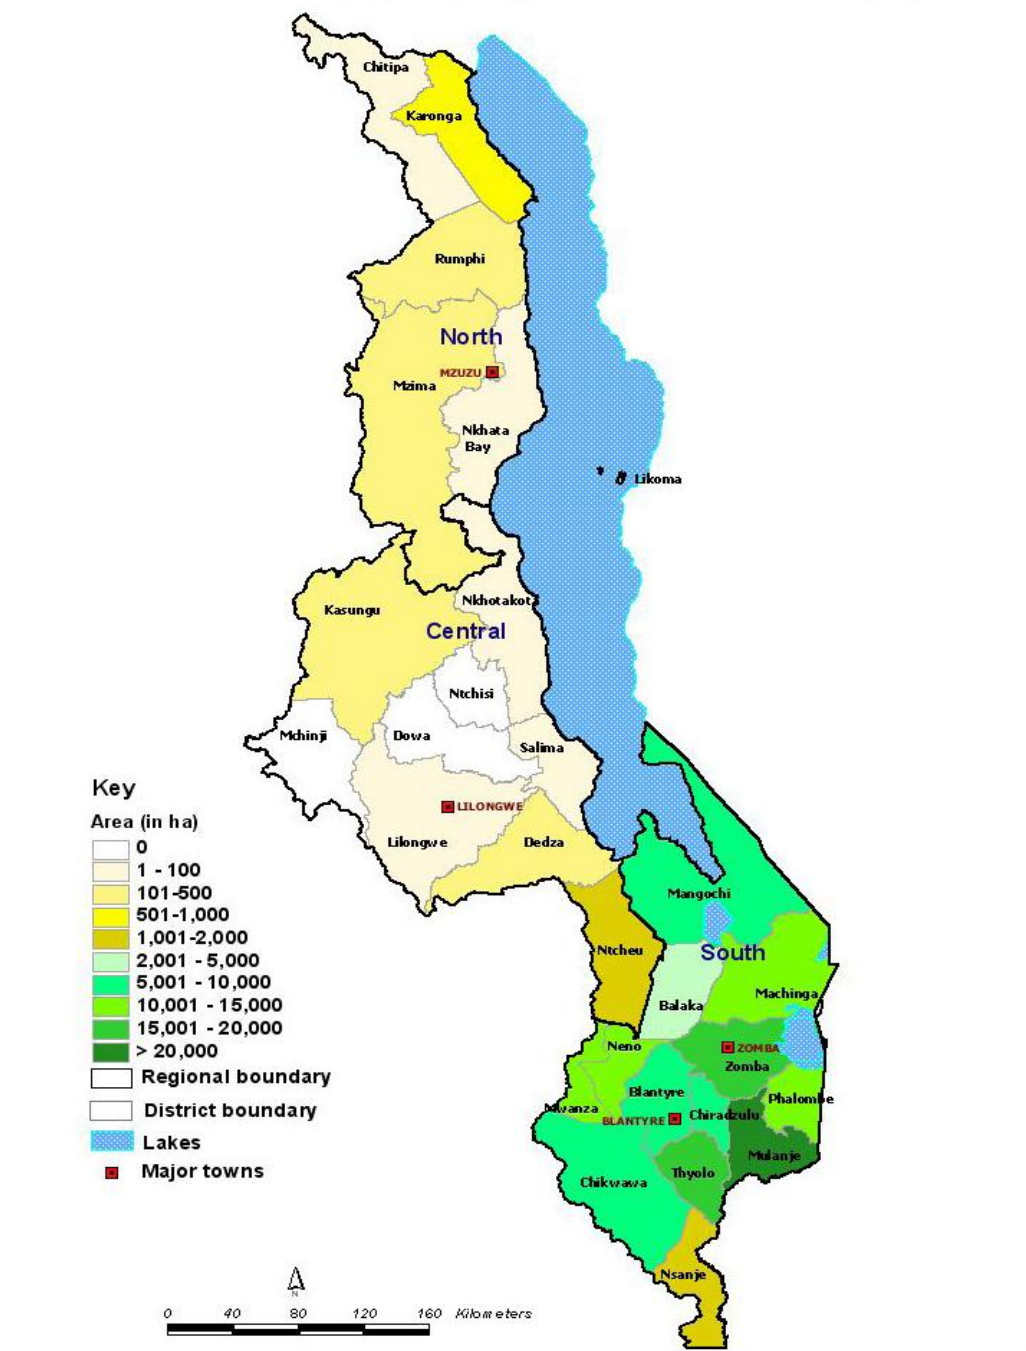 Chitipa
Karonga
Rumphi
North
MZUZU
Mzima
Nkhata
Bay
Likoma
Nkhotakot
Kasungu
Central
Ntchisi
Mchinji
Dowa
Salima
LILONGWE
Lilongwe
Dedza
Mangochi
Ntcheu
South
Machinga
Balaka
Neno
ZOMBA
Zomba
Blantyre
Phalombe
Mwanza
Chiradzulu
BLANTYRE
Mulanje
Thyolo
Chikwawa
Nsanje
Key
Area (in ha)
0
1 - 100
101-500
501-1,000
1,001-2,000
2,001 - 5,000
5,001 - 10,000
10,001 - 15,000
15,001 - 20,000
> 20,000
Regional boundary
District boundary
Lakes
Major towns
N
0 40 80 120 160 Kilometers